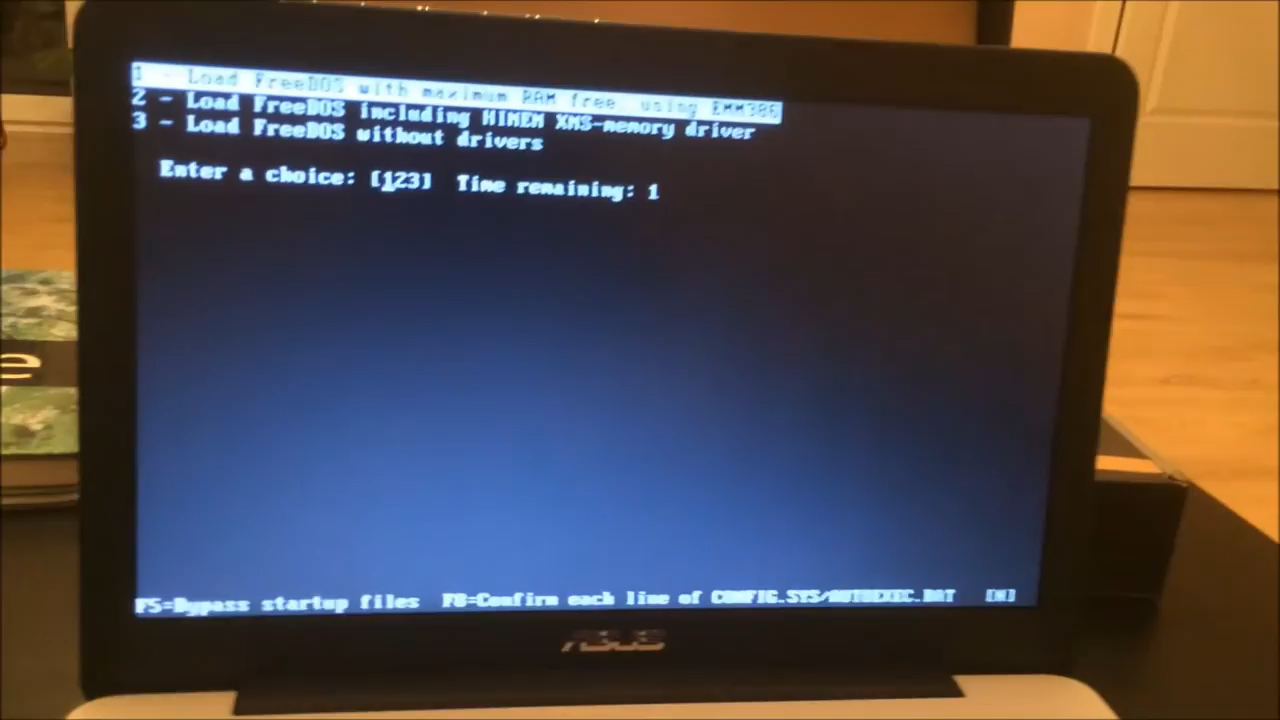 1 - Load FreeDOS with maximum RAM free, using EMM386
2 - Load FreeDOS including HIMEM XMS-memory driver
3 - Load FreeDOS without drivers
Enter a choice: [123] Time remaining: 1
F5=Bypass startup files F8=Confirm each line of CONFIG.SYS/AUTOEXEC.BAT [N]
ASUS
e